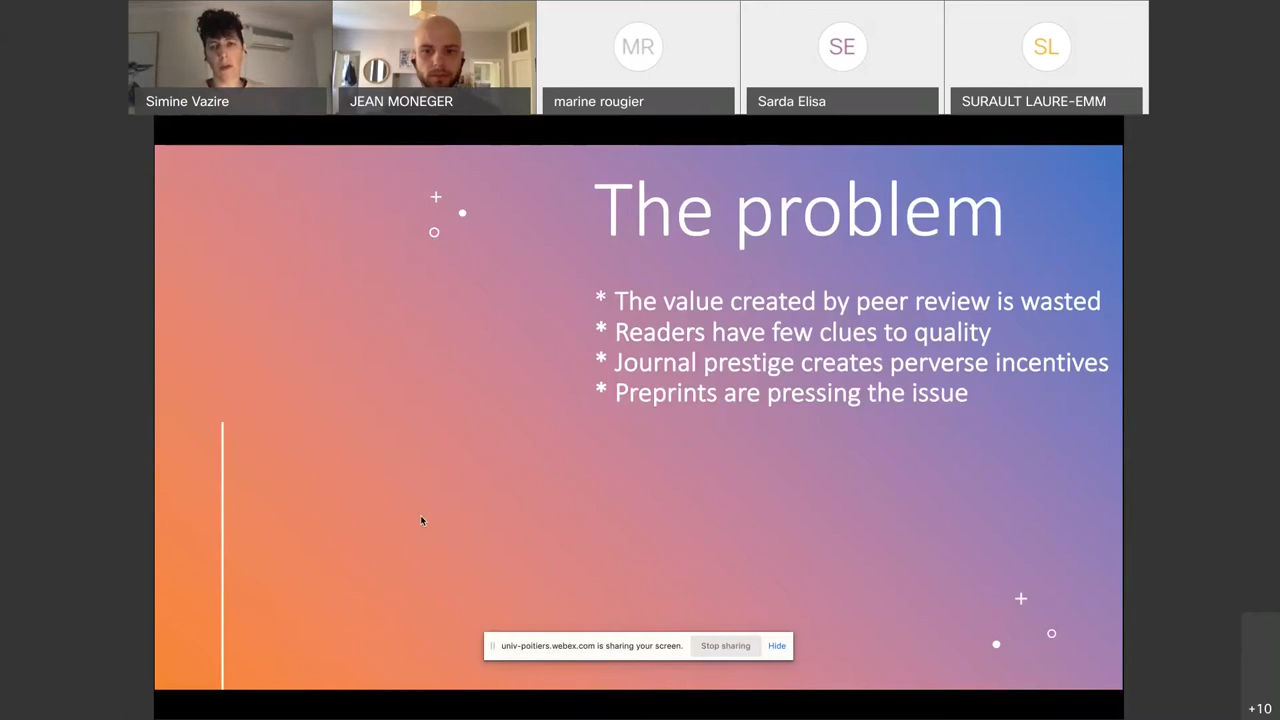 MR
SE
SL
Simine Vazire
JEAN MONEGER
marine rougier
Sarda Elisa
SURAULT LAURE-EMM
The problem
* The value created by peer review is wasted
* Readers have few clues to quality
* Journal prestige creates perverse incentives
* Preprints are pressing the issue
univ-poitiers.webex.com is sharing your screen.
Stop sharing
Hide
+10